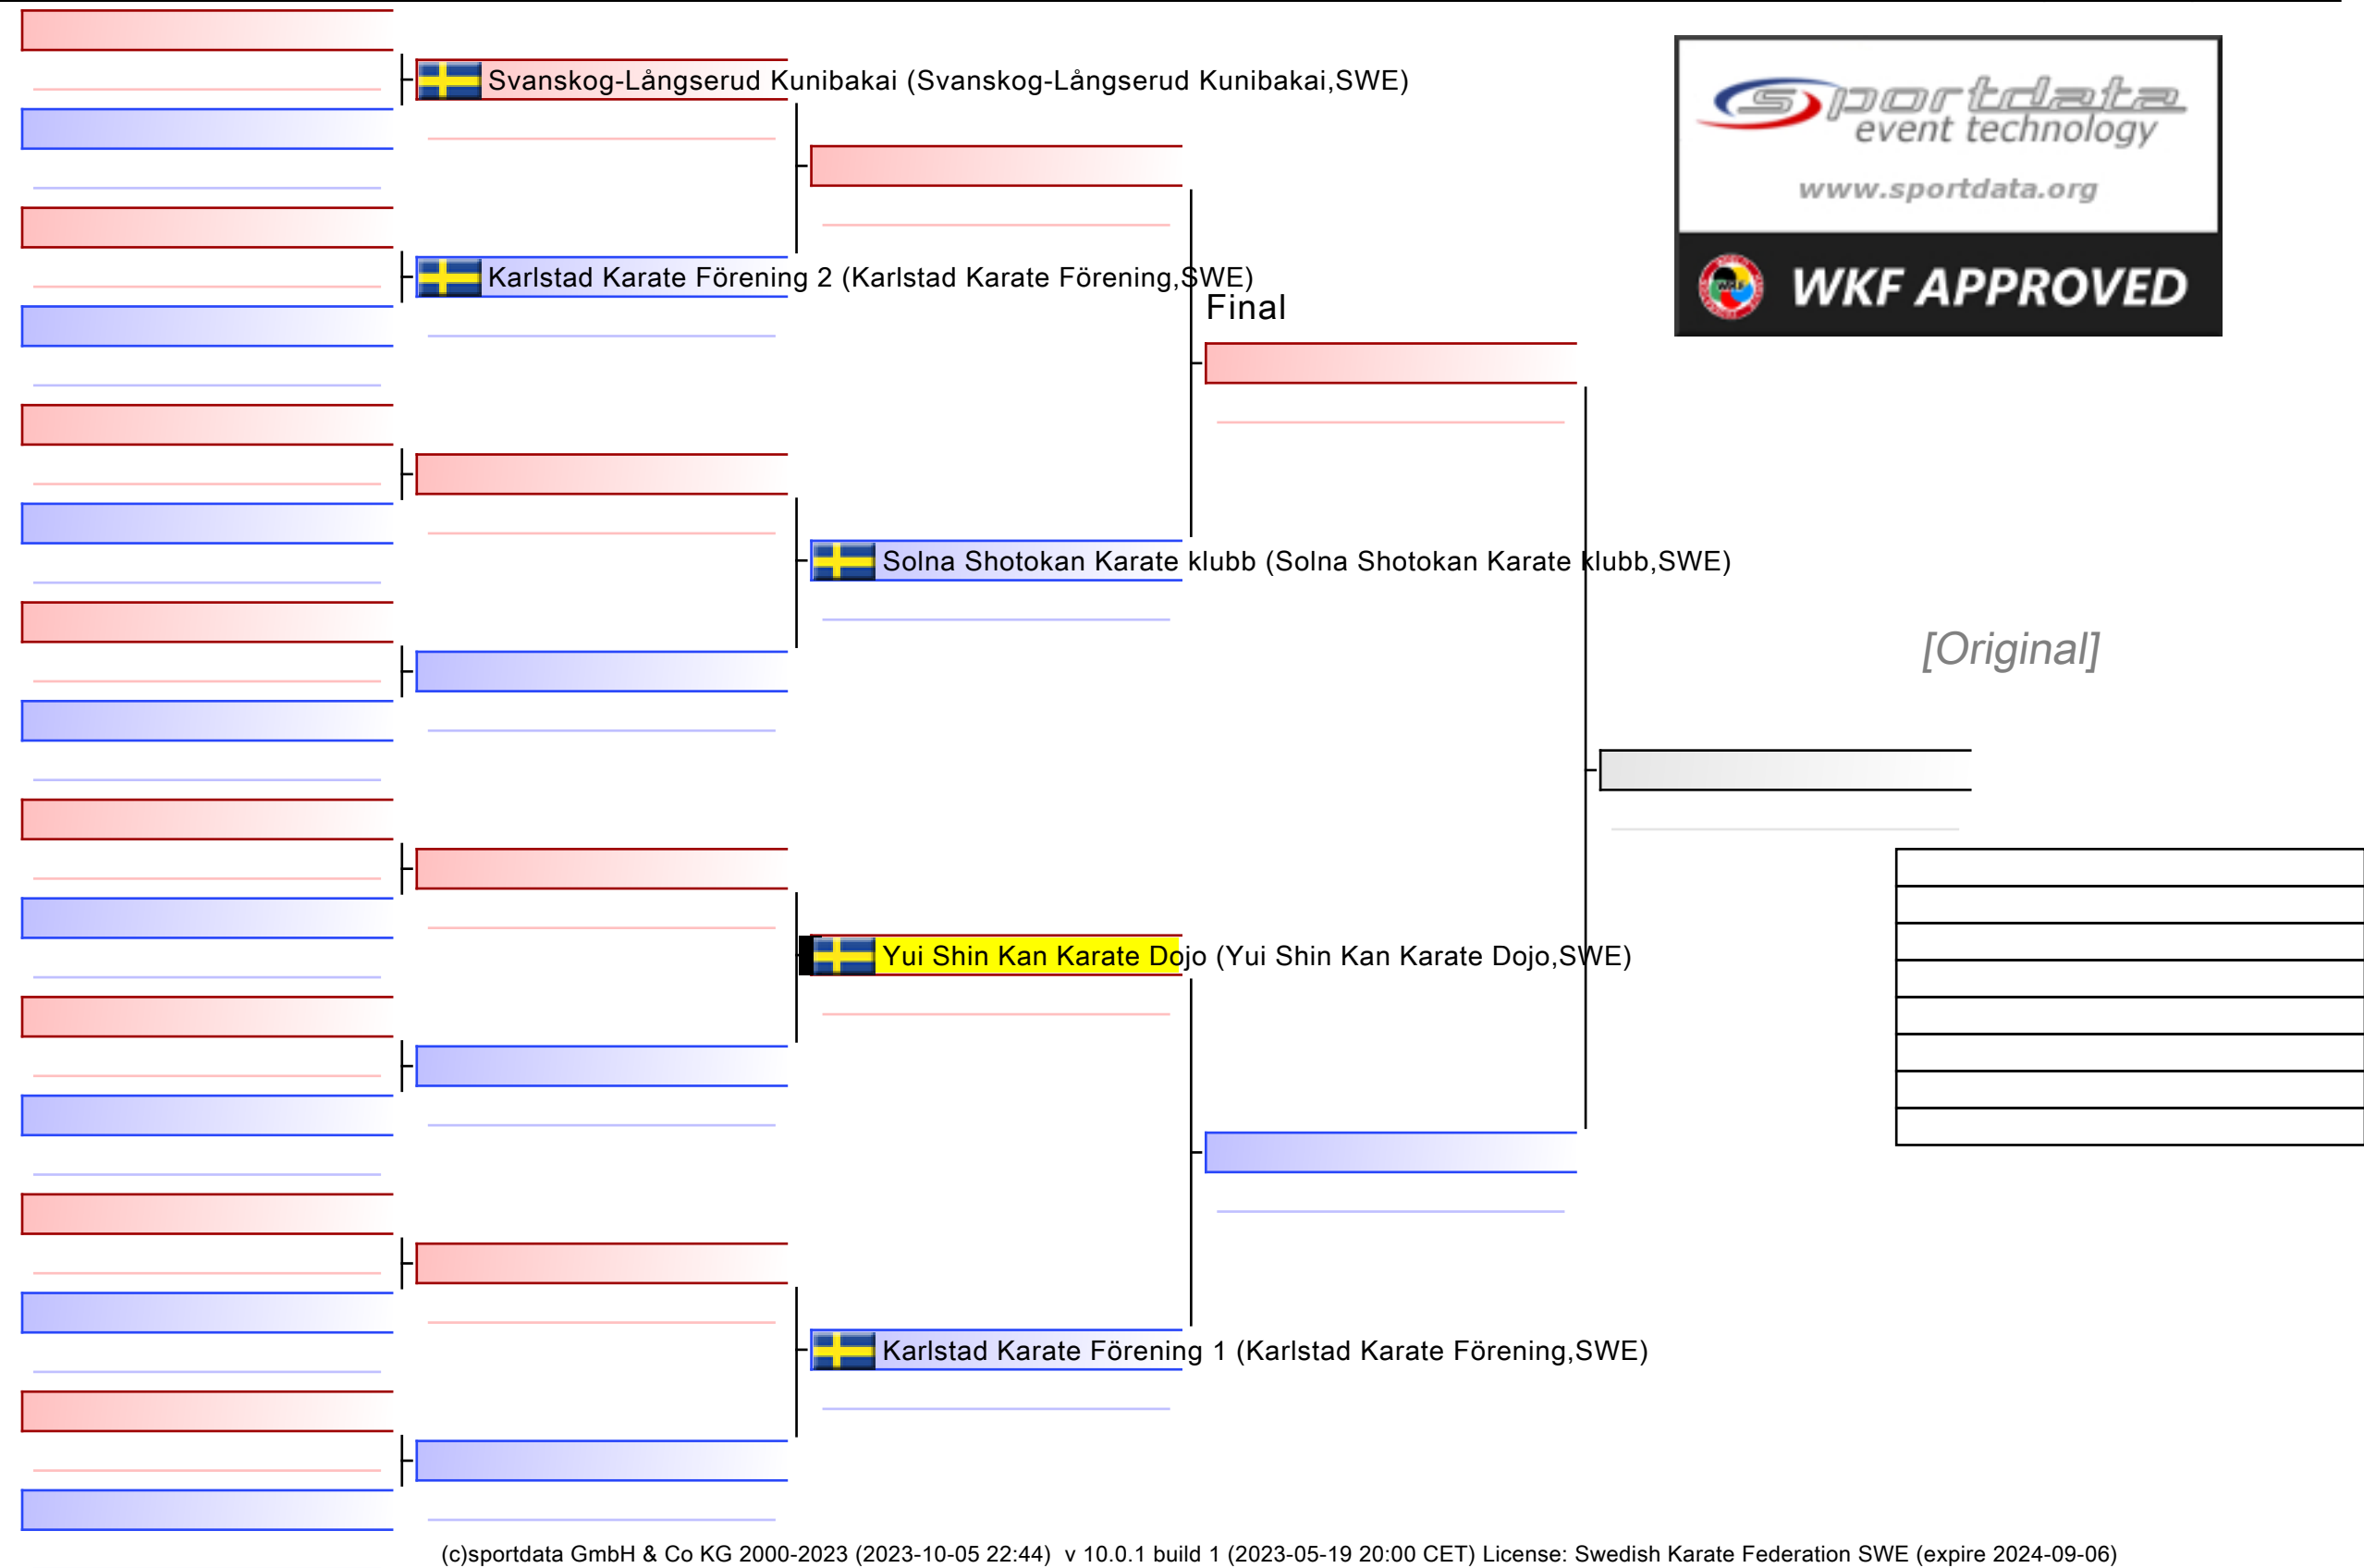 Svanskog-Långserud Kunibakai (Svanskog-Långserud Kunibakai,SWE)
sportdata
event technology
www.sportdata.org
WKF APPROVED
Karlstad Karate Förening 2 (Karlstad Karate Förening,SWE)
Final
Solna Shotokan Karate klubb (Solna Shotokan Karate klubb,SWE)
[Original]
Yui Shin Kan Karate Dojo (Yui Shin Kan Karate Dojo,SWE)
Karlstad Karate Förening 1 (Karlstad Karate Förening,SWE)
(c)sportdata GmbH & Co KG 2000-2023 (2023-10-05 22:44)  v 10.0.1 build 1 (2023-05-19 20:00 CET) License: Swedish Karate Federation SWE (expire 2024-09-06)